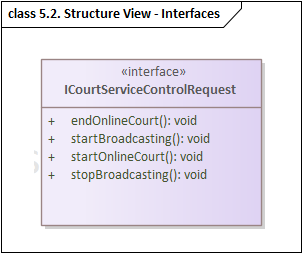 class 5.2. Structure View - Interfaces
«interface»
ICourtServiceControlRequest
+ endOnlineCourt(): void
+ startBroadcasting(): void
+ startOnlineCourt(): void
+ stopBroadcasting(): void